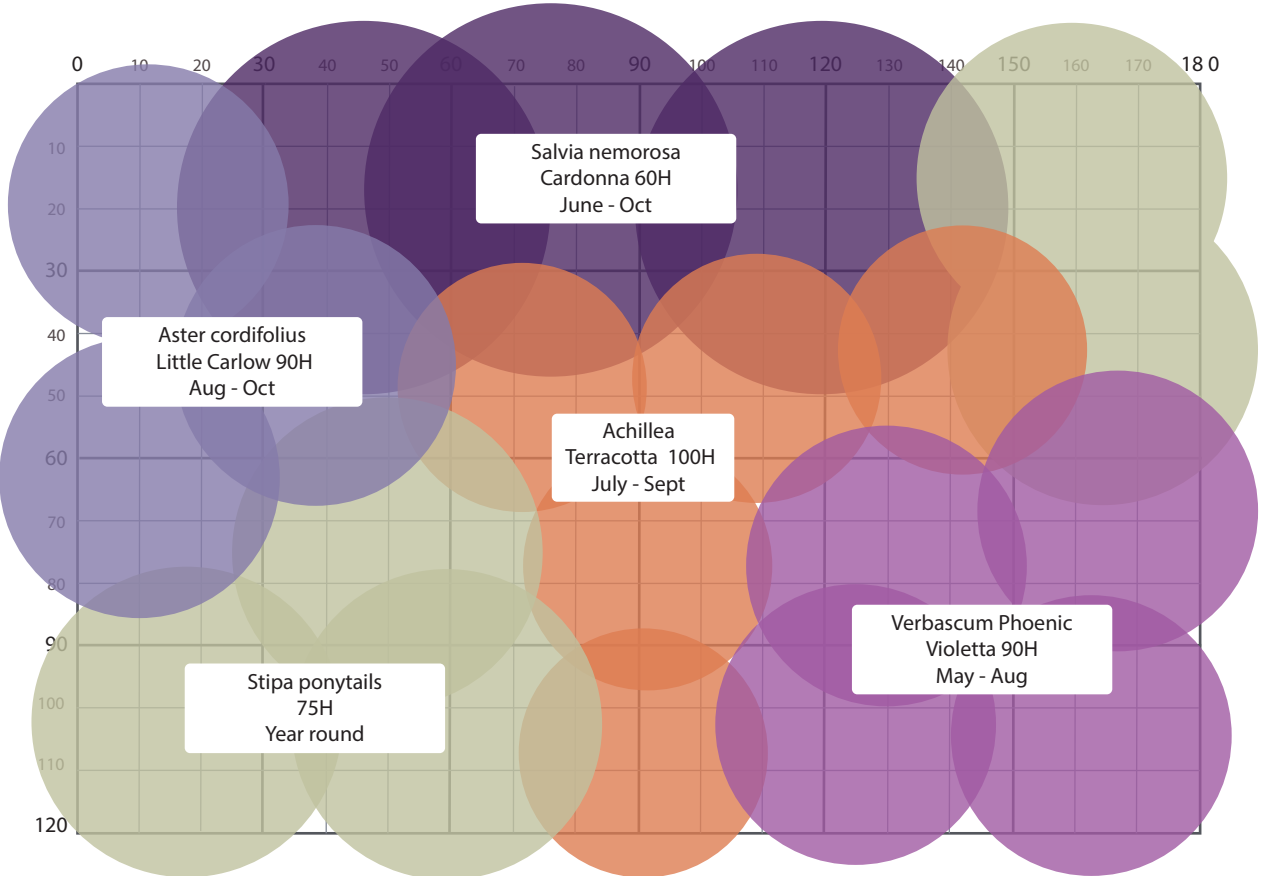 0 10 20 30 40 50 60 70 80 90 100 110 120 130 140 150 160 170 18 0
10
20
30
40
50
60
70
80
90
100
110
120
Salvia nemorosa
Cardonna 60H
June - Oct
Aster cordifolius
Little Carlow 90H
Aug - Oct
Achillea
Terracotta 100H
July - Sept
Verbascum Phoenic
Violetta 90H
May - Aug
Stipa ponytails
75H
Year round